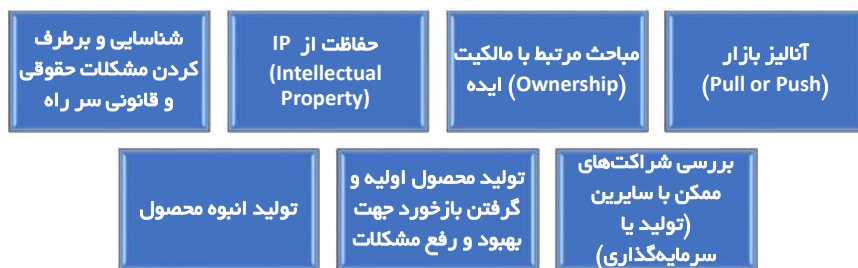 آنالیز بازار
(Pull or Push)
مباحث مرتبط با مالکیت
(Ownership) ایده
حفاظت از IP
(Intellectual
Property)
شناسایی و برطرف
کردن مشکلات حقوقی
و قانونی سر راه
بررسی شراکت‌های
ممکن با سایرین
(تولید یا
سرمایه‌گذاری)
تولید محصول اولیه و
گرفتن بازخورد جهت
بهبود و رفع مشکلات
تولید انبوه محصول